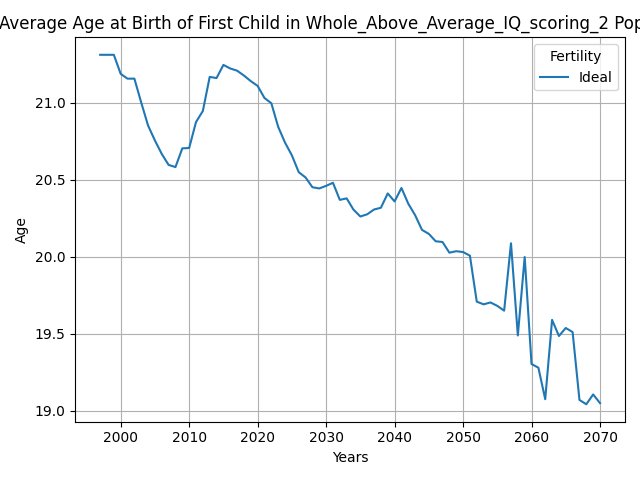 Average Age at Birth of First Child in Whole_Above_Average_IQ_scoring_2 Pop
Fertility
Ideal
Age
21.0
20.5
20.0
19.5
19.0
2000 2010 2020 2030 2040 2050 2060 2070
Years